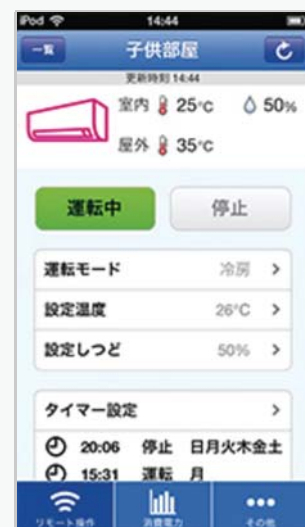 iPod 14:44
一覧 子供部屋
更新時刻 14:44
室内 25℃ 50%
屋外 35℃
運転中 停止
運転モード 冷房 >
設定温度 26℃ >
設定しつど 50% >
タイマー設定 >
20:06 停止 日月火木金土
15:31 運転 月
リモート操作 消費電力 その他